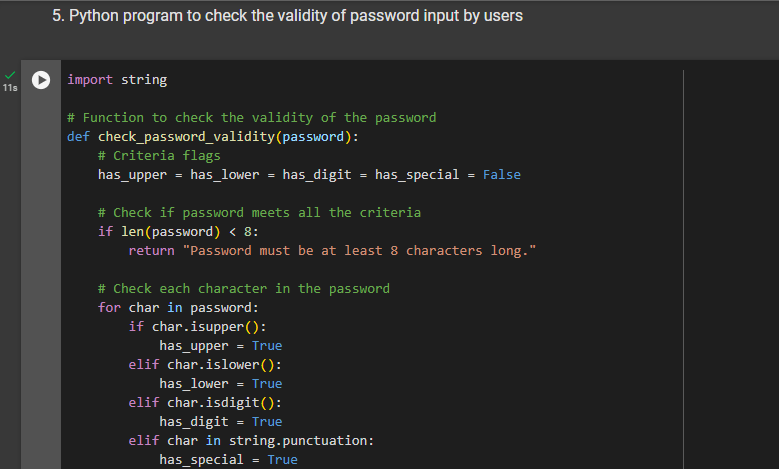 5. Python program to check the validity of password input by users
11s
import string
# Function to check the validity of the password
def check_password_validity(password):
    # Criteria flags
    has_upper = has_lower = has_digit = has_special = False
    # Check if password meets all the criteria
    if len(password) < 8:
        return "Password must be at least 8 characters long."
    # Check each character in the password
    for char in password:
        if char.isupper():
            has_upper = True
        elif char.islower():
            has_lower = True
        elif char.isdigit():
            has_digit = True
        elif char in string.punctuation:
            has_special = True